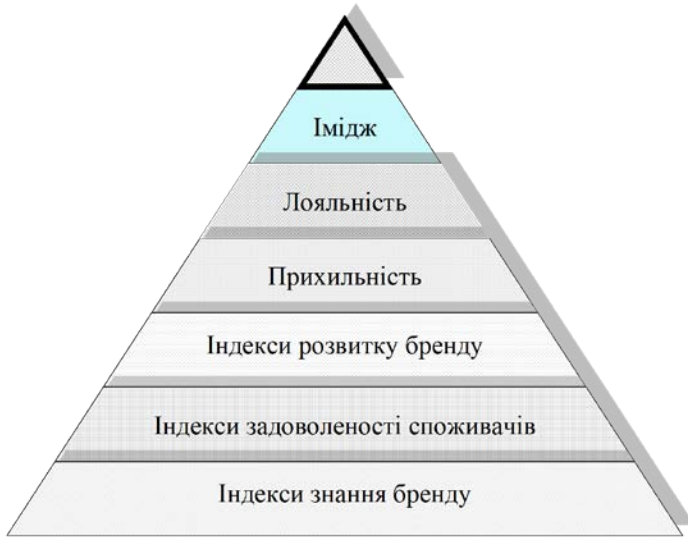 Імідж
Лояльність
Прихильність
Індекси розвитку бренду
Індекси задоволеності споживачів
Індекси знання бренду